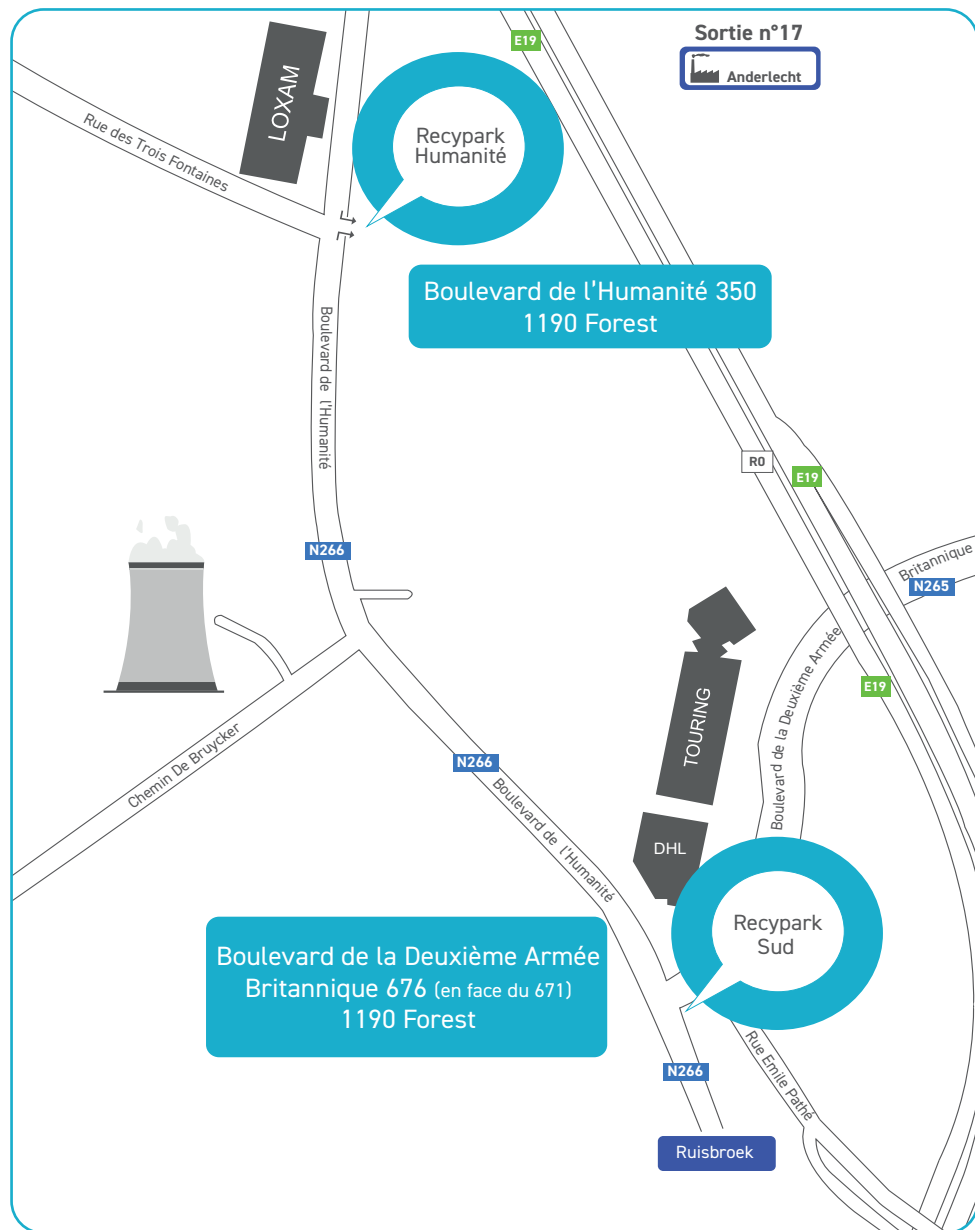 Sortie n°17
Anderlecht
E19
LOXAM
Rue des Trois Fontaines
Recypark
Humanité
Boulevard de l'Humanité 350
1190 Forest
Boulevard de
l'Humanité
R0
E19
N266
Britannique
N265
Boulevard de la Deuxième Armée
E19
TOURING
Chemin De Bruycker
N266
Boulevard de l'Humanité
DHL
Recypark
Sud
Boulevard de la Deuxième Armée
Britannique 676 (en face du 671)
1190 Forest
N266
Rue Emile Pathé
Ruisbroek